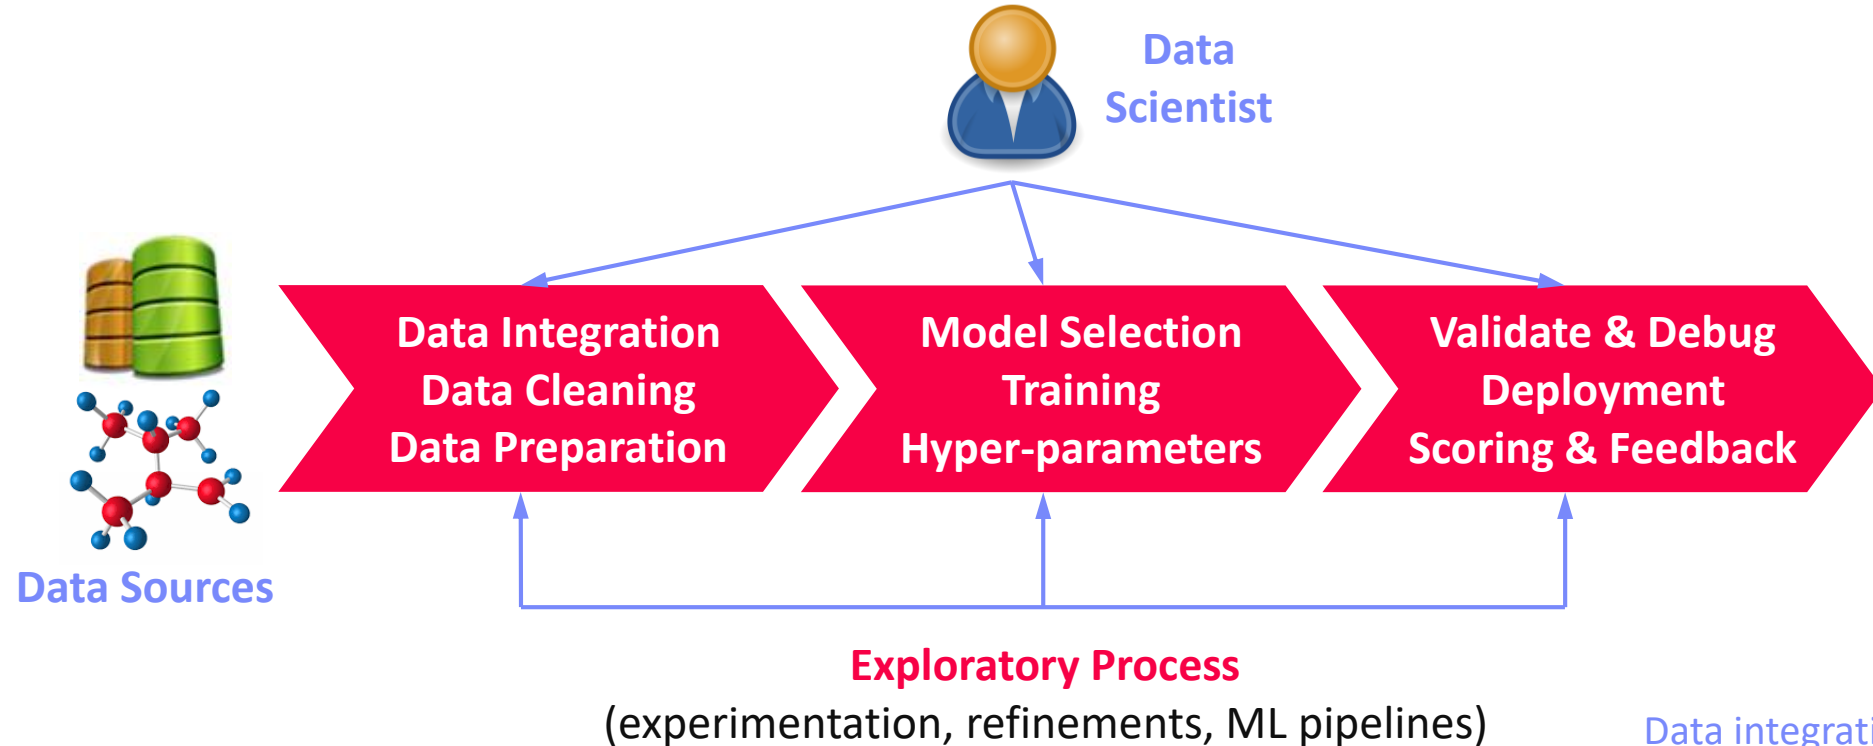 Data
Scientist
Data Integration
Data Cleaning
Data Preparation
Model Selection
Training
Hyper-parameters
Validate & Debug
Deployment
Scoring & Feedback
Data Sources
Exploratory Process
(experimentation, refinements, ML pipelines)
Data